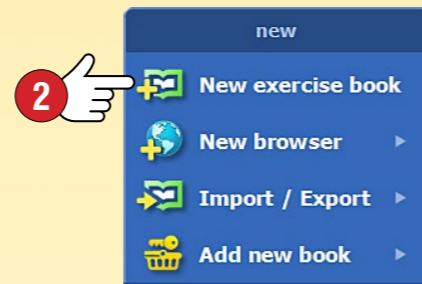 new
2
New exercise book
New browser
Import / Export
Add new book